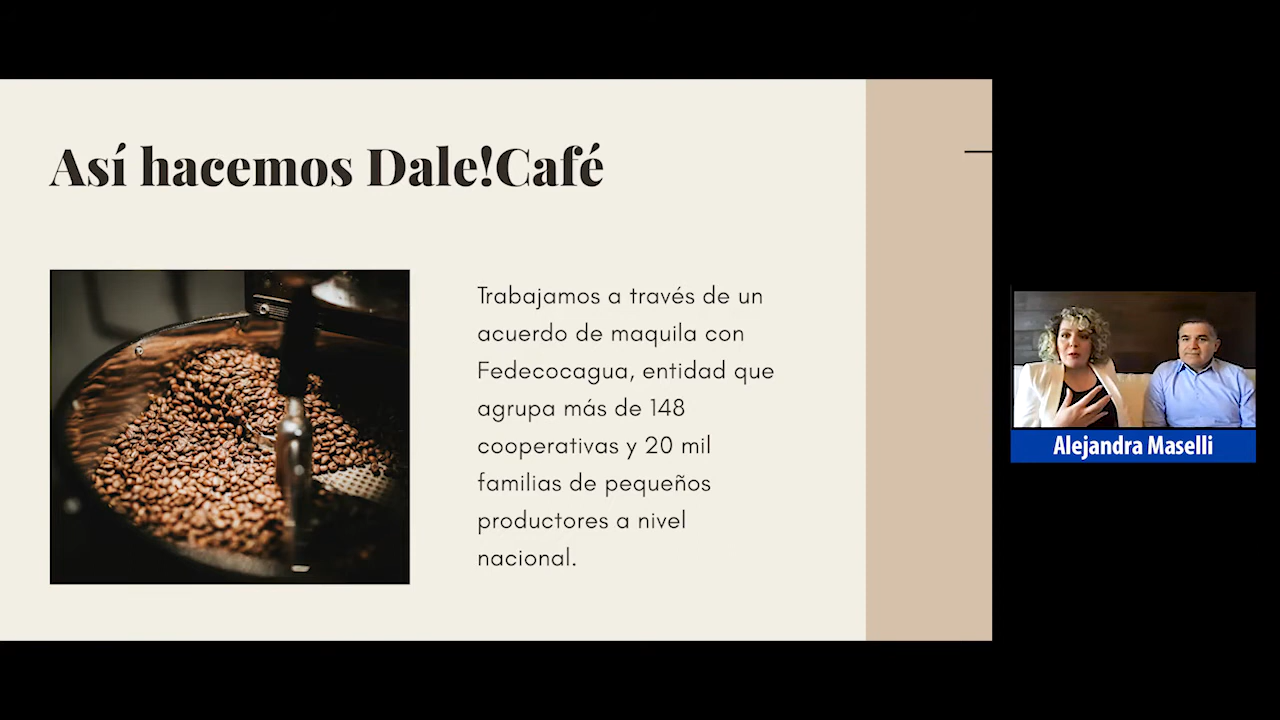 Así hacemos Dale!Café
Trabajamos a través de un
acuerdo de maquila con
Fedecocagua, entidad que
agrupa más de 148
cooperativas y 20 mil
familias de pequeños
productores a nivel
nacional.
Alejandra Maselli